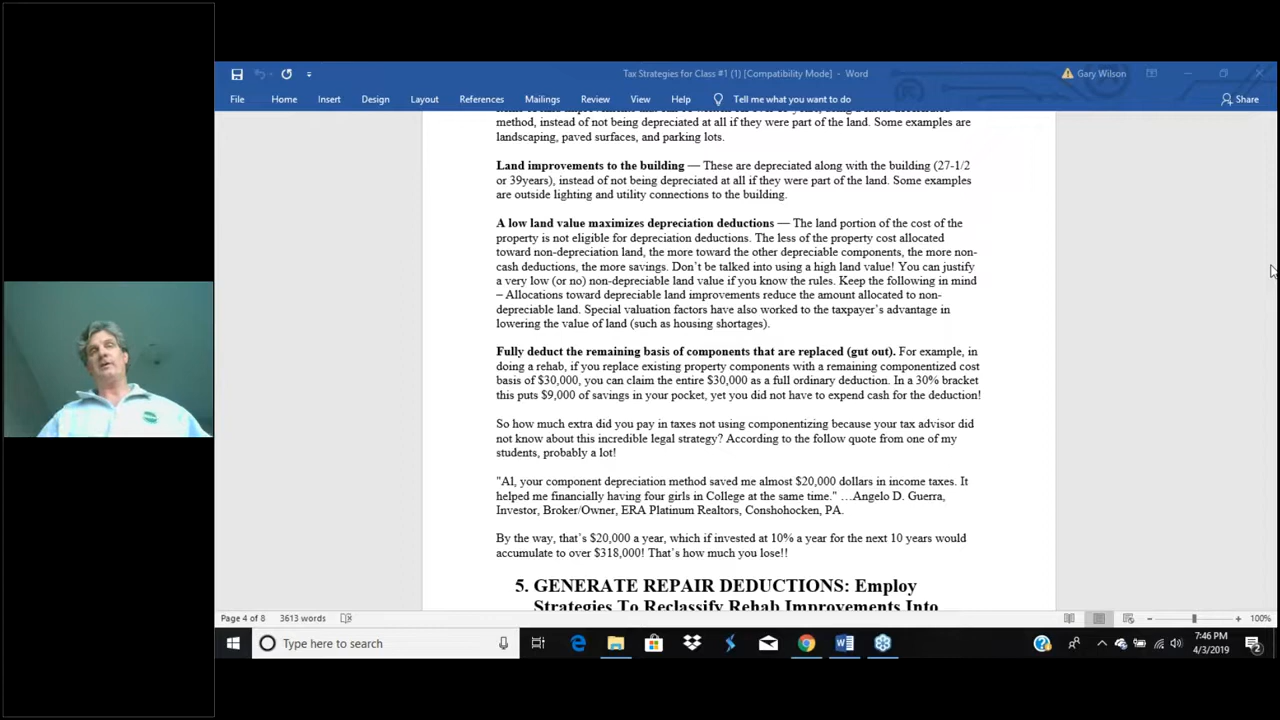 Tax Strategies for Class #1 (1) [Compatibility Mode] - Word
Gary Wilson
File Home Insert Design Layout References Mailings Review View Help Tell me what you want to do Share
method, instead of not being depreciated at all if they were part of the land. Some examples are
landscaping, paved surfaces, and parking lots.
Land improvements to the building — These are depreciated along with the building (27-1/2
or 39years), instead of not being depreciated at all if they were part of the land. Some examples
are outside lighting and utility connections to the building.
A low land value maximizes depreciation deductions — The land portion of the cost of the
property is not eligible for depreciation deductions. The less of the property cost allocated
toward non-depreciation land, the more toward the other depreciable components, the more non-
cash deductions, the more savings. Don't be talked into using a high land value! You can justify
a very low (or no) non-depreciable land value if you know the rules. Keep the following in mind
– Allocations toward depreciable land improvements reduce the amount allocated to non-
depreciable land. Special valuation factors have also worked to the taxpayer's advantage in
lowering the value of land (such as housing shortages).
Fully deduct the remaining basis of components that are replaced (gut out). For example, in
doing a rehab, if you replace existing property components with a remaining componentized cost
basis of $30,000, you can claim the entire $30,000 as a full ordinary deduction. In a 30% bracket
this puts $9,000 of savings in your pocket, yet you did not have to expend cash for the deduction!
So how much extra did you pay in taxes not using componentizing because your tax advisor did
not know about this incredible legal strategy? According to the follow quote from one of my
students, probably a lot!
"Al, your component depreciation method saved me almost $20,000 dollars in income taxes. It
helped me financially having four girls in College at the same time." …Angelo D. Guerra,
Investor, Broker/Owner, ERA Platinum Realtors, Conshohocken, PA.
By the way, that's $20,000 a year, which if invested at 10% a year for the next 10 years would
accumulate to over $318,000! That's how much you lose!!
5. GENERATE REPAIR DEDUCTIONS: Employ
Strategies To Reclassify Rehab Improvements Into
Page 4 of 8 3613 words 100%
Type here to search
7:46 PM
4/3/2019
2